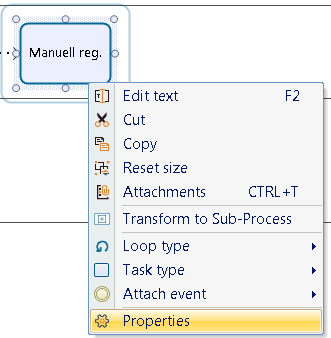 Manuell reg.
Edit text F2
Cut
Copy
Reset size
Attachments CTRL+T
Transform to Sub-Process
Loop type
Task type
Attach event
Properties